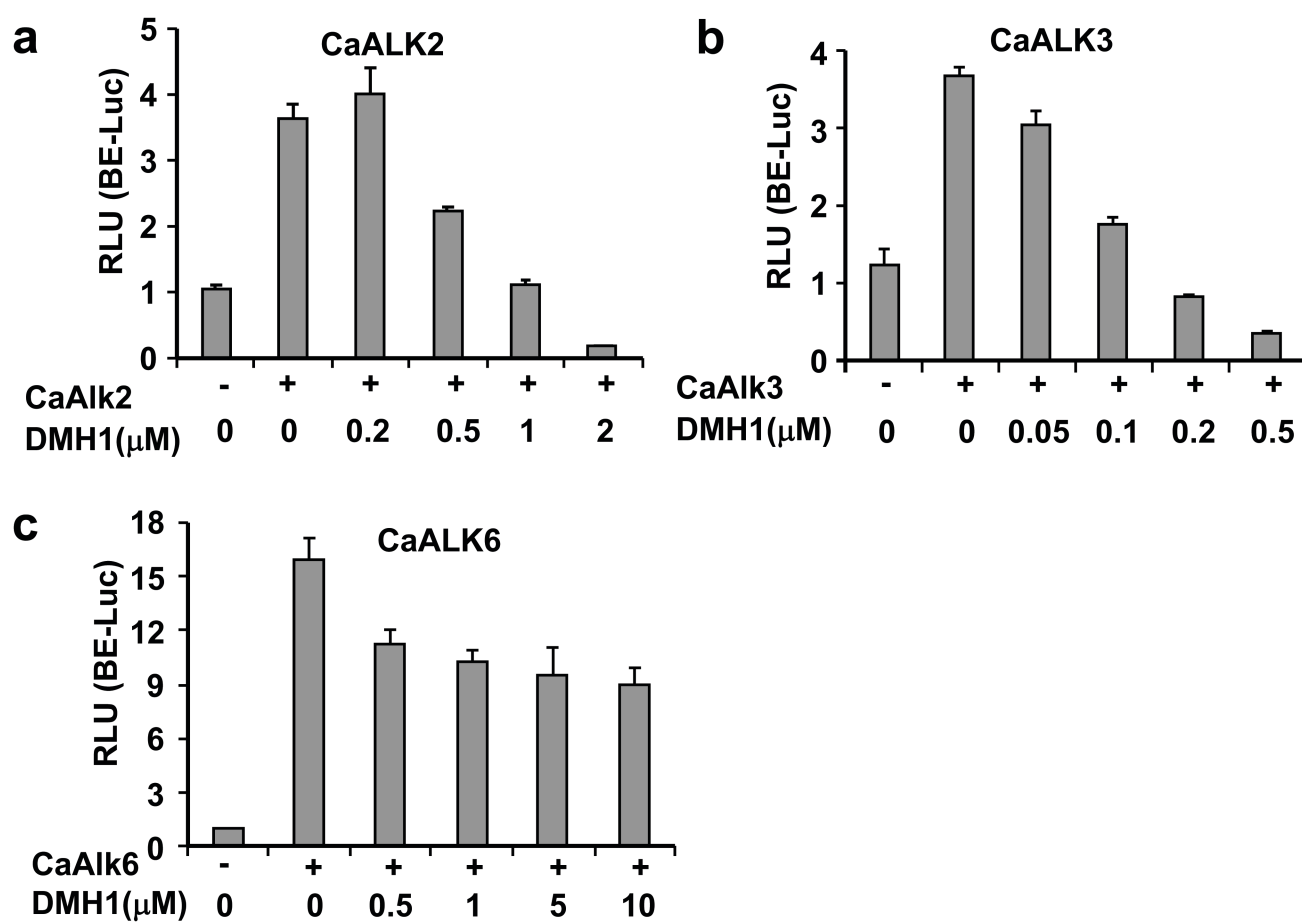 a
CaALK2
RLU (BE-Luc)
5
4
3
2
1
0
CaAlk2 - + + + + +
DMH1(μM) 0 0 0.2 0.5 1 2
b
CaALK3
RLU (BE-Luc)
4
3
2
1
0
CaAlk3 - + + + + +
DMH1(μM) 0 0 0.05 0.1 0.2 0.5
c
CaALK6
RLU (BE-Luc)
18
15
12
9
6
3
0
CaAlk6 - + + + + +
DMH1(μM) 0 0 0.5 1 5 10